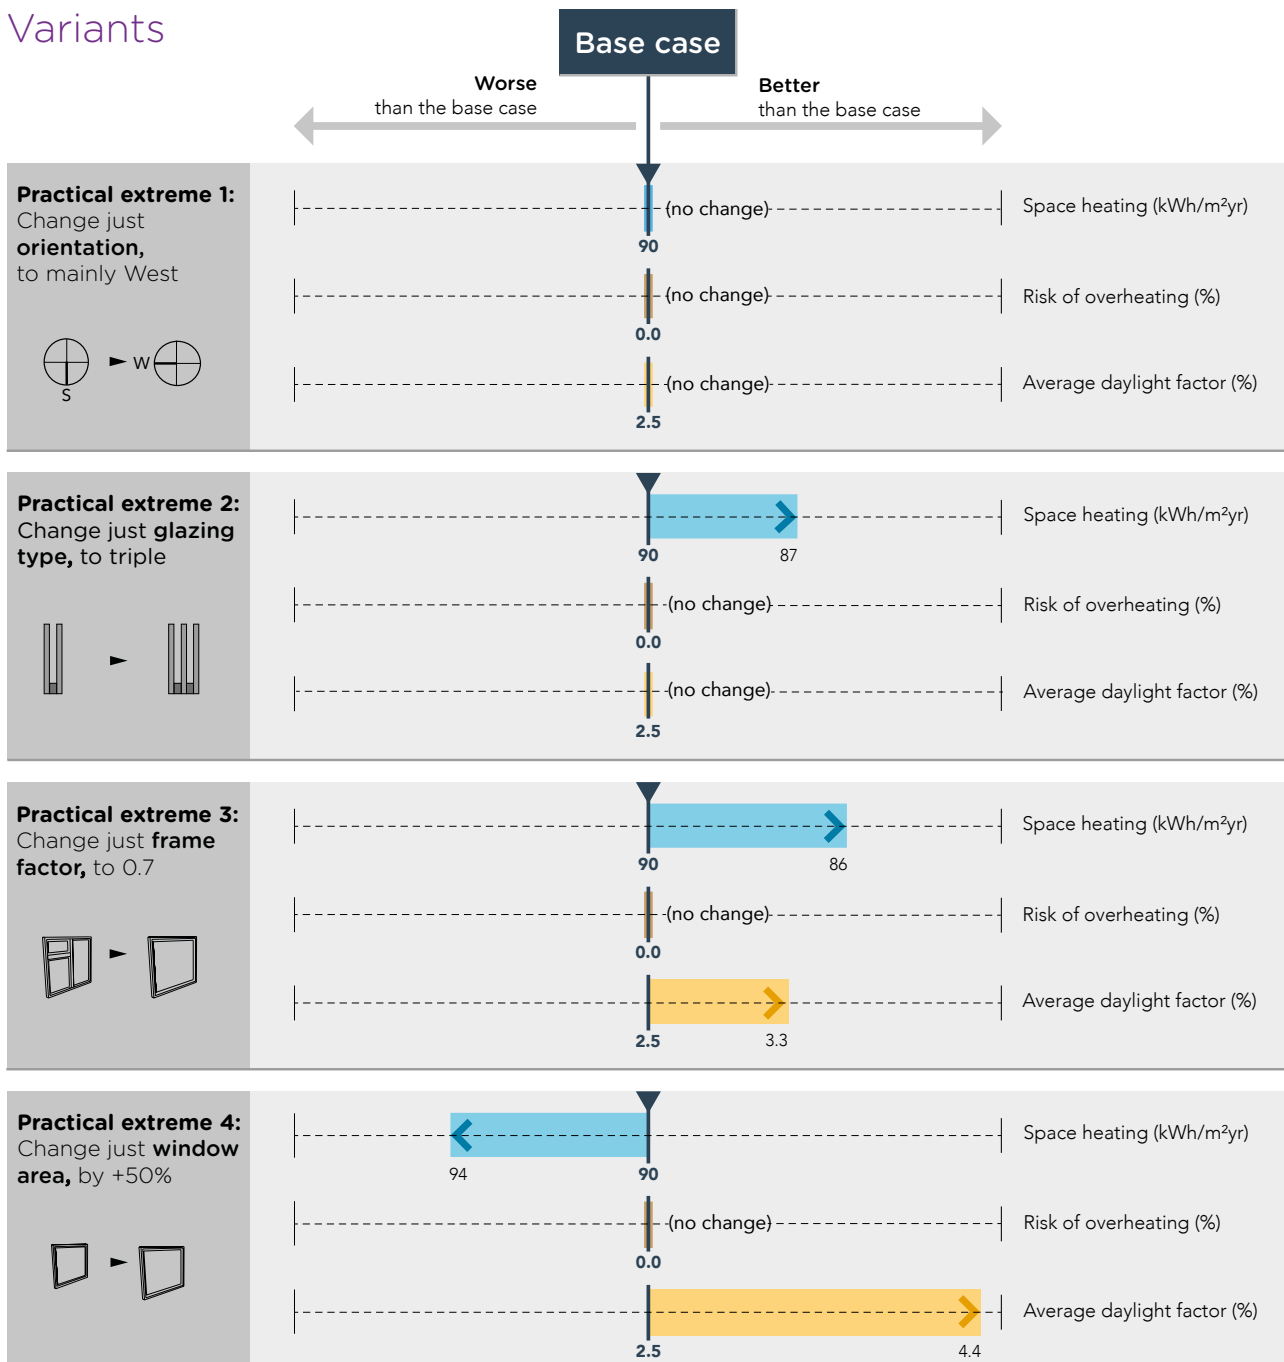 Variants
Base case
Worse
than the base case
Better
than the base case
Practical extreme 1:
Change just
orientation,
to mainly West
S
W
(no change)
90
Space heating (kWh/m²yr)
(no change)
0.0
Risk of overheating (%)
(no change)
2.5
Average daylight factor (%)
Practical extreme 2:
Change just glazing
type, to triple
90
87
Space heating (kWh/m²yr)
(no change)
0.0
Risk of overheating (%)
(no change)
2.5
Average daylight factor (%)
Practical extreme 3:
Change just frame
factor, to 0.7
90
86
Space heating (kWh/m²yr)
(no change)
0.0
Risk of overheating (%)
2.5
3.3
Average daylight factor (%)
Practical extreme 4:
Change just window
area, by +50%
94
90
Space heating (kWh/m²yr)
(no change)
0.0
Risk of overheating (%)
2.5
4.4
Average daylight factor (%)